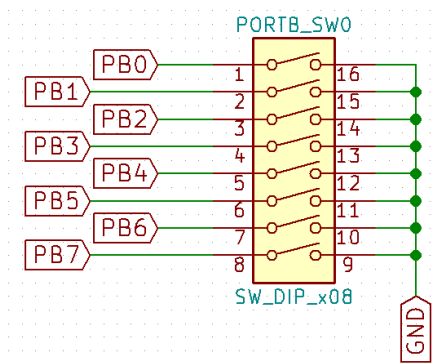 PORTB_SW0
PB0 1 16
PB1 2 15
PB2 3 14
PB3 4 13
PB4 5 12
PB5 6 11
PB6 7 10
PB7 8 9
SW_DIP_x08
GND